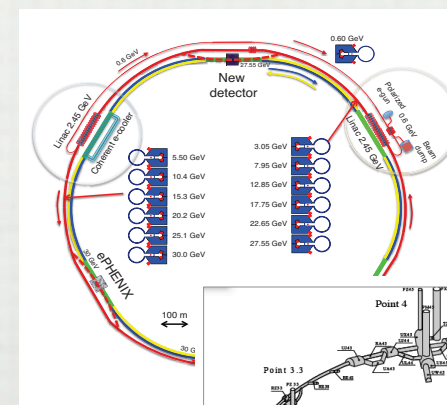 0.60 GeV
0.6 GeV
27.55 GeV
New
detector
Linac 2.45 GeV
Coherent e-cooler
Polarized
e-gun
0.6 GeV
Beam
dump
Linac 2.45 GeV
5.50 GeV
10.4 GeV
15.3 GeV
20.2 GeV
25.1 GeV
30.0 GeV
3.05 GeV
7.95 GeV
12.85 GeV
17.75 GeV
22.65 GeV
27.55 GeV
30 GeV
ePHENIX
100 m
30 G
Point 4
Point 3.3
UJ43
RA43
UA43